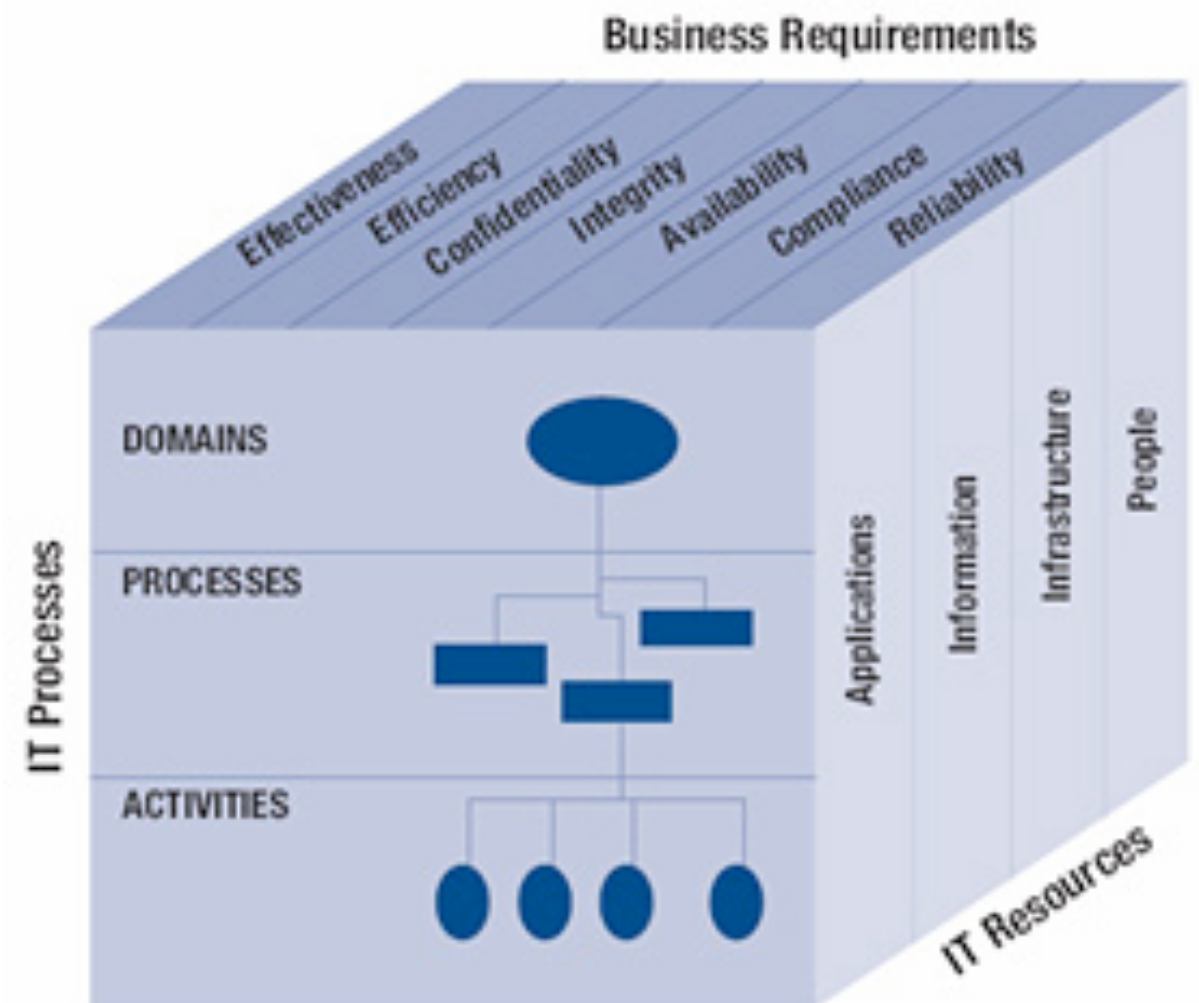 Business Requirements
Effectiveness
Efficiency
Confidentiality
Integrity
Availability
Compliance
Reliability
IT Processes
DOMAINS
PROCESSES
ACTIVITIES
Applications
Information
Infrastructure
People
IT Resources